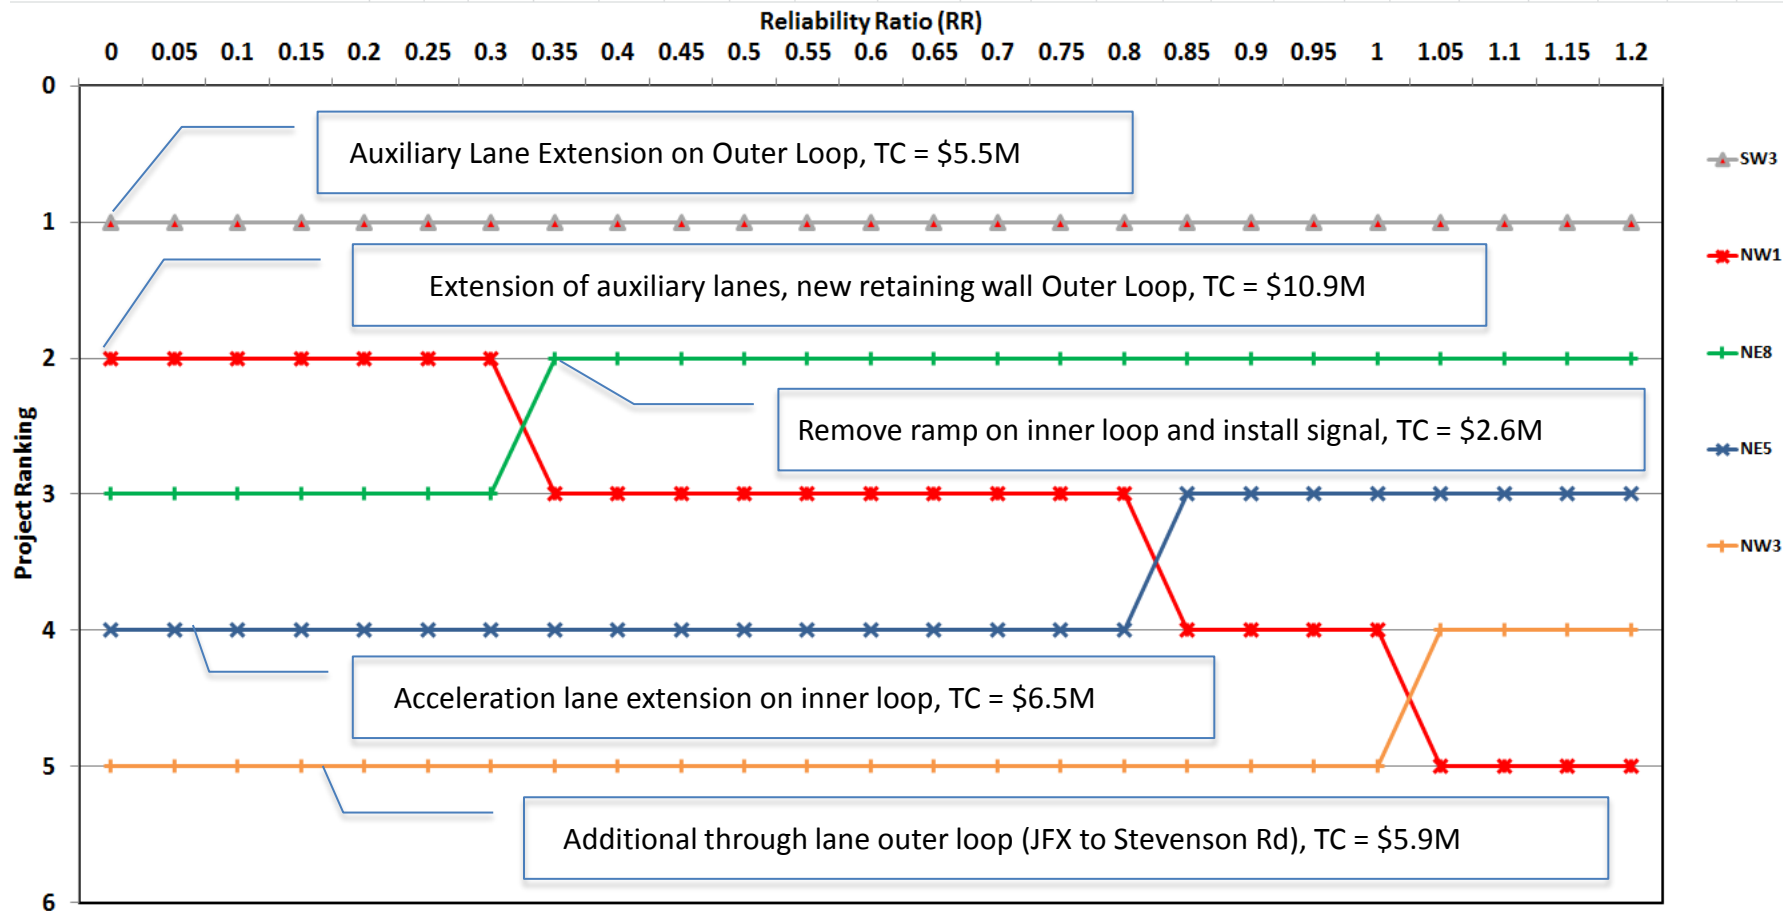 Reliability Ratio (RR)
0 0.05 0.1 0.15 0.2 0.25 0.3 0.35 0.4 0.45 0.5 0.55 0.6 0.65 0.7 0.75 0.8 0.85 0.9 0.95 1 1.05 1.1 1.15 1.2
0
Auxiliary Lane Extension on Outer Loop, TC = $5.5M
SW3
1
NW1
Extension of auxiliary lanes, new retaining wall Outer Loop, TC = $10.9M
2
NE8
Remove ramp on inner loop and install signal, TC = $2.6M
NE5
Project Ranking
3
NW3
4
Acceleration lane extension on inner loop, TC = $6.5M
5
Additional through lane outer loop (JFX to Stevenson Rd), TC = $5.9M
6